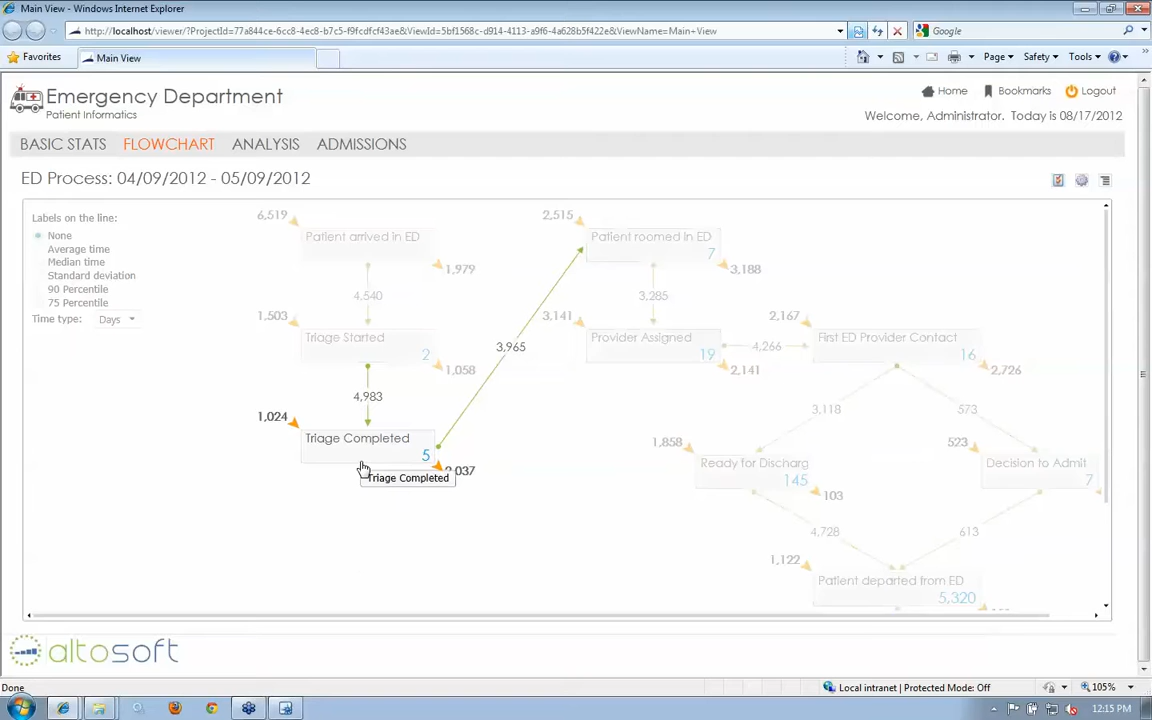 Main View - Windows Internet Explorer
http://localhost/viewer/?ProjectId=77a844ce-6cc8-4ec8-b7c5-f9fcdfcf43ae&ViewId=5bf1568c-d914-4113-a9f6-4a628b5f422e&ViewName=Main+View
Google
Favorites
Main View
Page
Safety
Tools
Emergency Department
Patient Informatics
Home
Bookmarks
Logout
Welcome, Administrator. Today is 08/17/2012
BASIC STATS
FLOWCHART
ANALYSIS
ADMISSIONS
ED Process: 04/09/2012 - 05/09/2012
Labels on the line:
None
Average time
Median time
Standard deviation
90 Percentile
75 Percentile
Time type:
Days
6,519
Patient arrived in ED
1,979
4,540
1,503
Triage Started
2
1,058
4,983
1,024
Triage Completed
5
Triage Completed
3,965
2,515
Patient roomed in ED
7
3,188
3,285
3,141
Provider Assigned
19
2,141
4,266
2,167
First ED Provider Contact
16
2,726
3,118
573
1,858
Ready for Discharg
145
103
523
Decision to Admit
7
4,728
613
1,122
Patient departed from ED
5,320
altosoft
Done
Local intranet | Protected Mode: Off
105%
12:15 PM